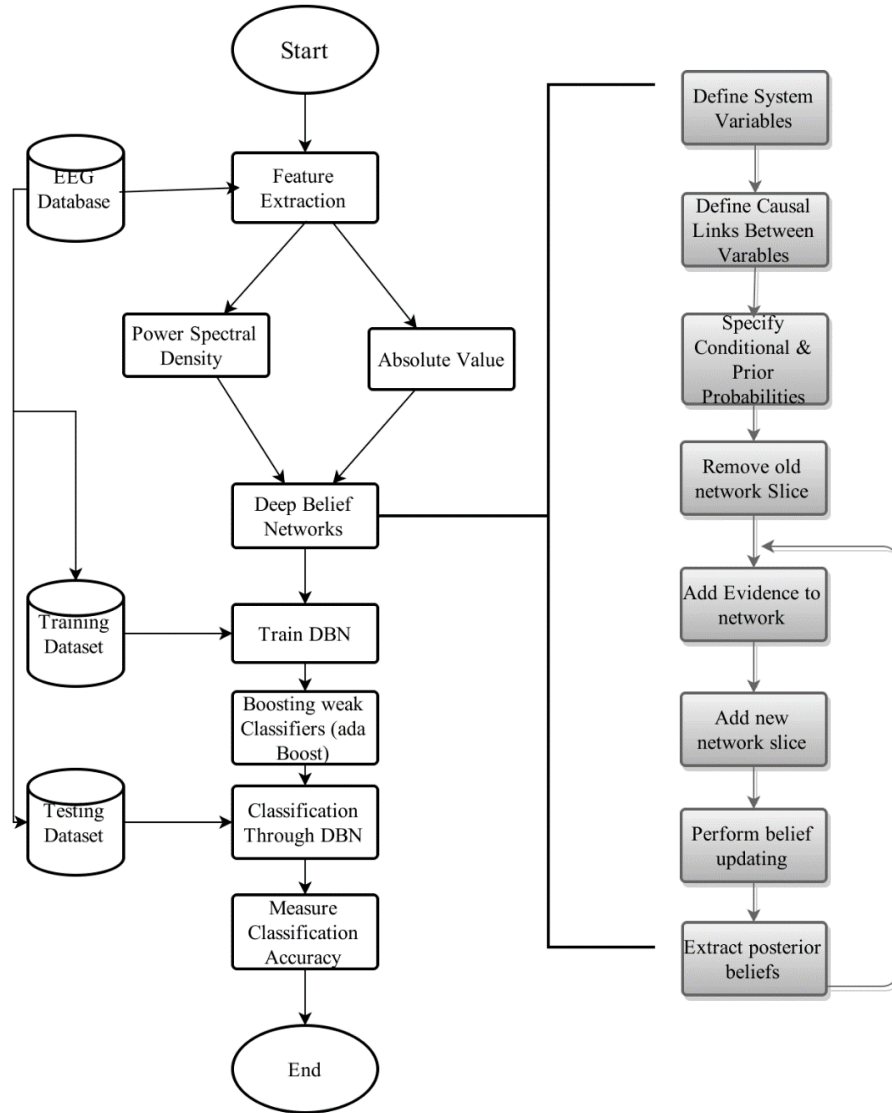 Start
EEG
Database
Feature
Extraction
Power Spectral
Density
Absolute Value
Deep Belief
Networks
Training
Dataset
Train DBN
Boosting weak
Classifiers (ada
Boost)
Testing
Dataset
Classification
Through DBN
Measure
Classification
Accuracy
End
Define System
Variables
Define Causal
Links Between
Varables
Specify
Conditional &
Prior
Probabilities
Remove old
network Slice
Add Evidence to
network
Add new
network slice
Perform belief
updating
Extract posterior
beliefs